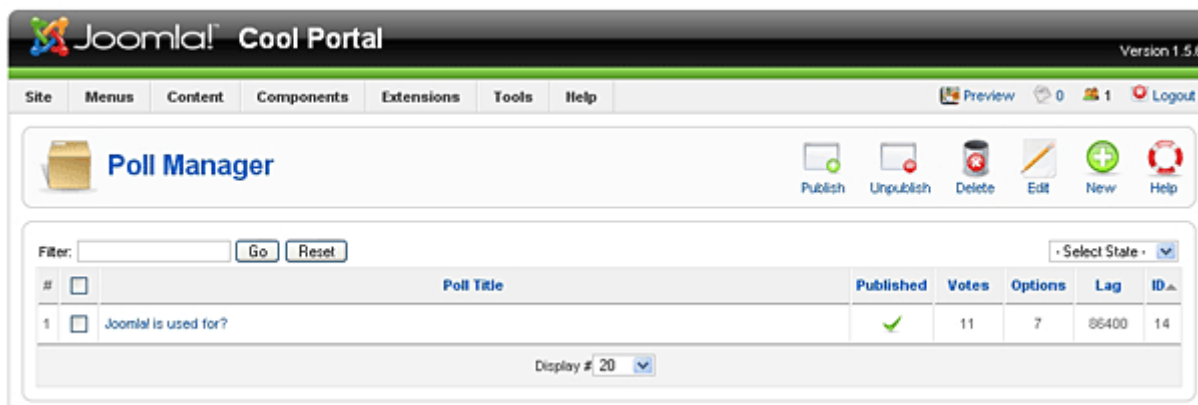 Joomla! Cool Portal
Version 1.5.
Site Menus Content Components Extensions Tools Help Preview 0 1 Logout
Poll Manager
Publish Unpublish Delete Edit New Help
Filter: Go Reset - Select State -
# Poll Title Published Votes Options Lag ID
1 Joomla! is used for? 11 7 86400 14
Display # 20